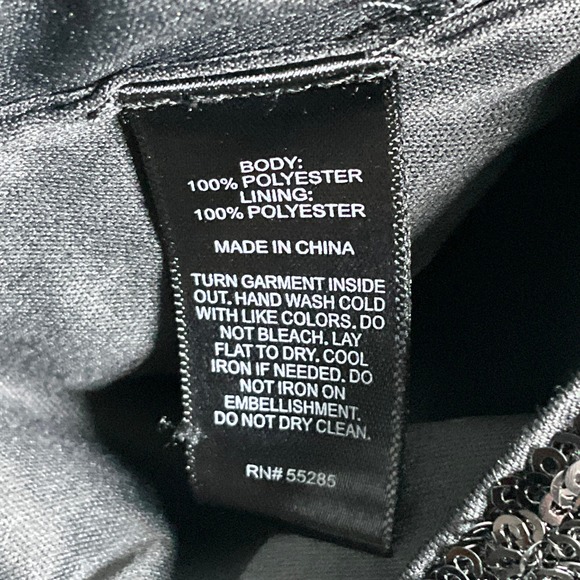 BODY:
100% POLYESTER
LINING:
100% POLYESTER
MADE IN CHINA
TURN GARMENT INSIDE
OUT. HAND WASH COLD
WITH LIKE COLORS. DO
NOT BLEACH. LAY
FLAT TO DRY. COOL
IRON IF NEEDED. DO
NOT IRON ON
EMBELLISHMENT.
DO NOT DRY CLEAN.
RN# 55285